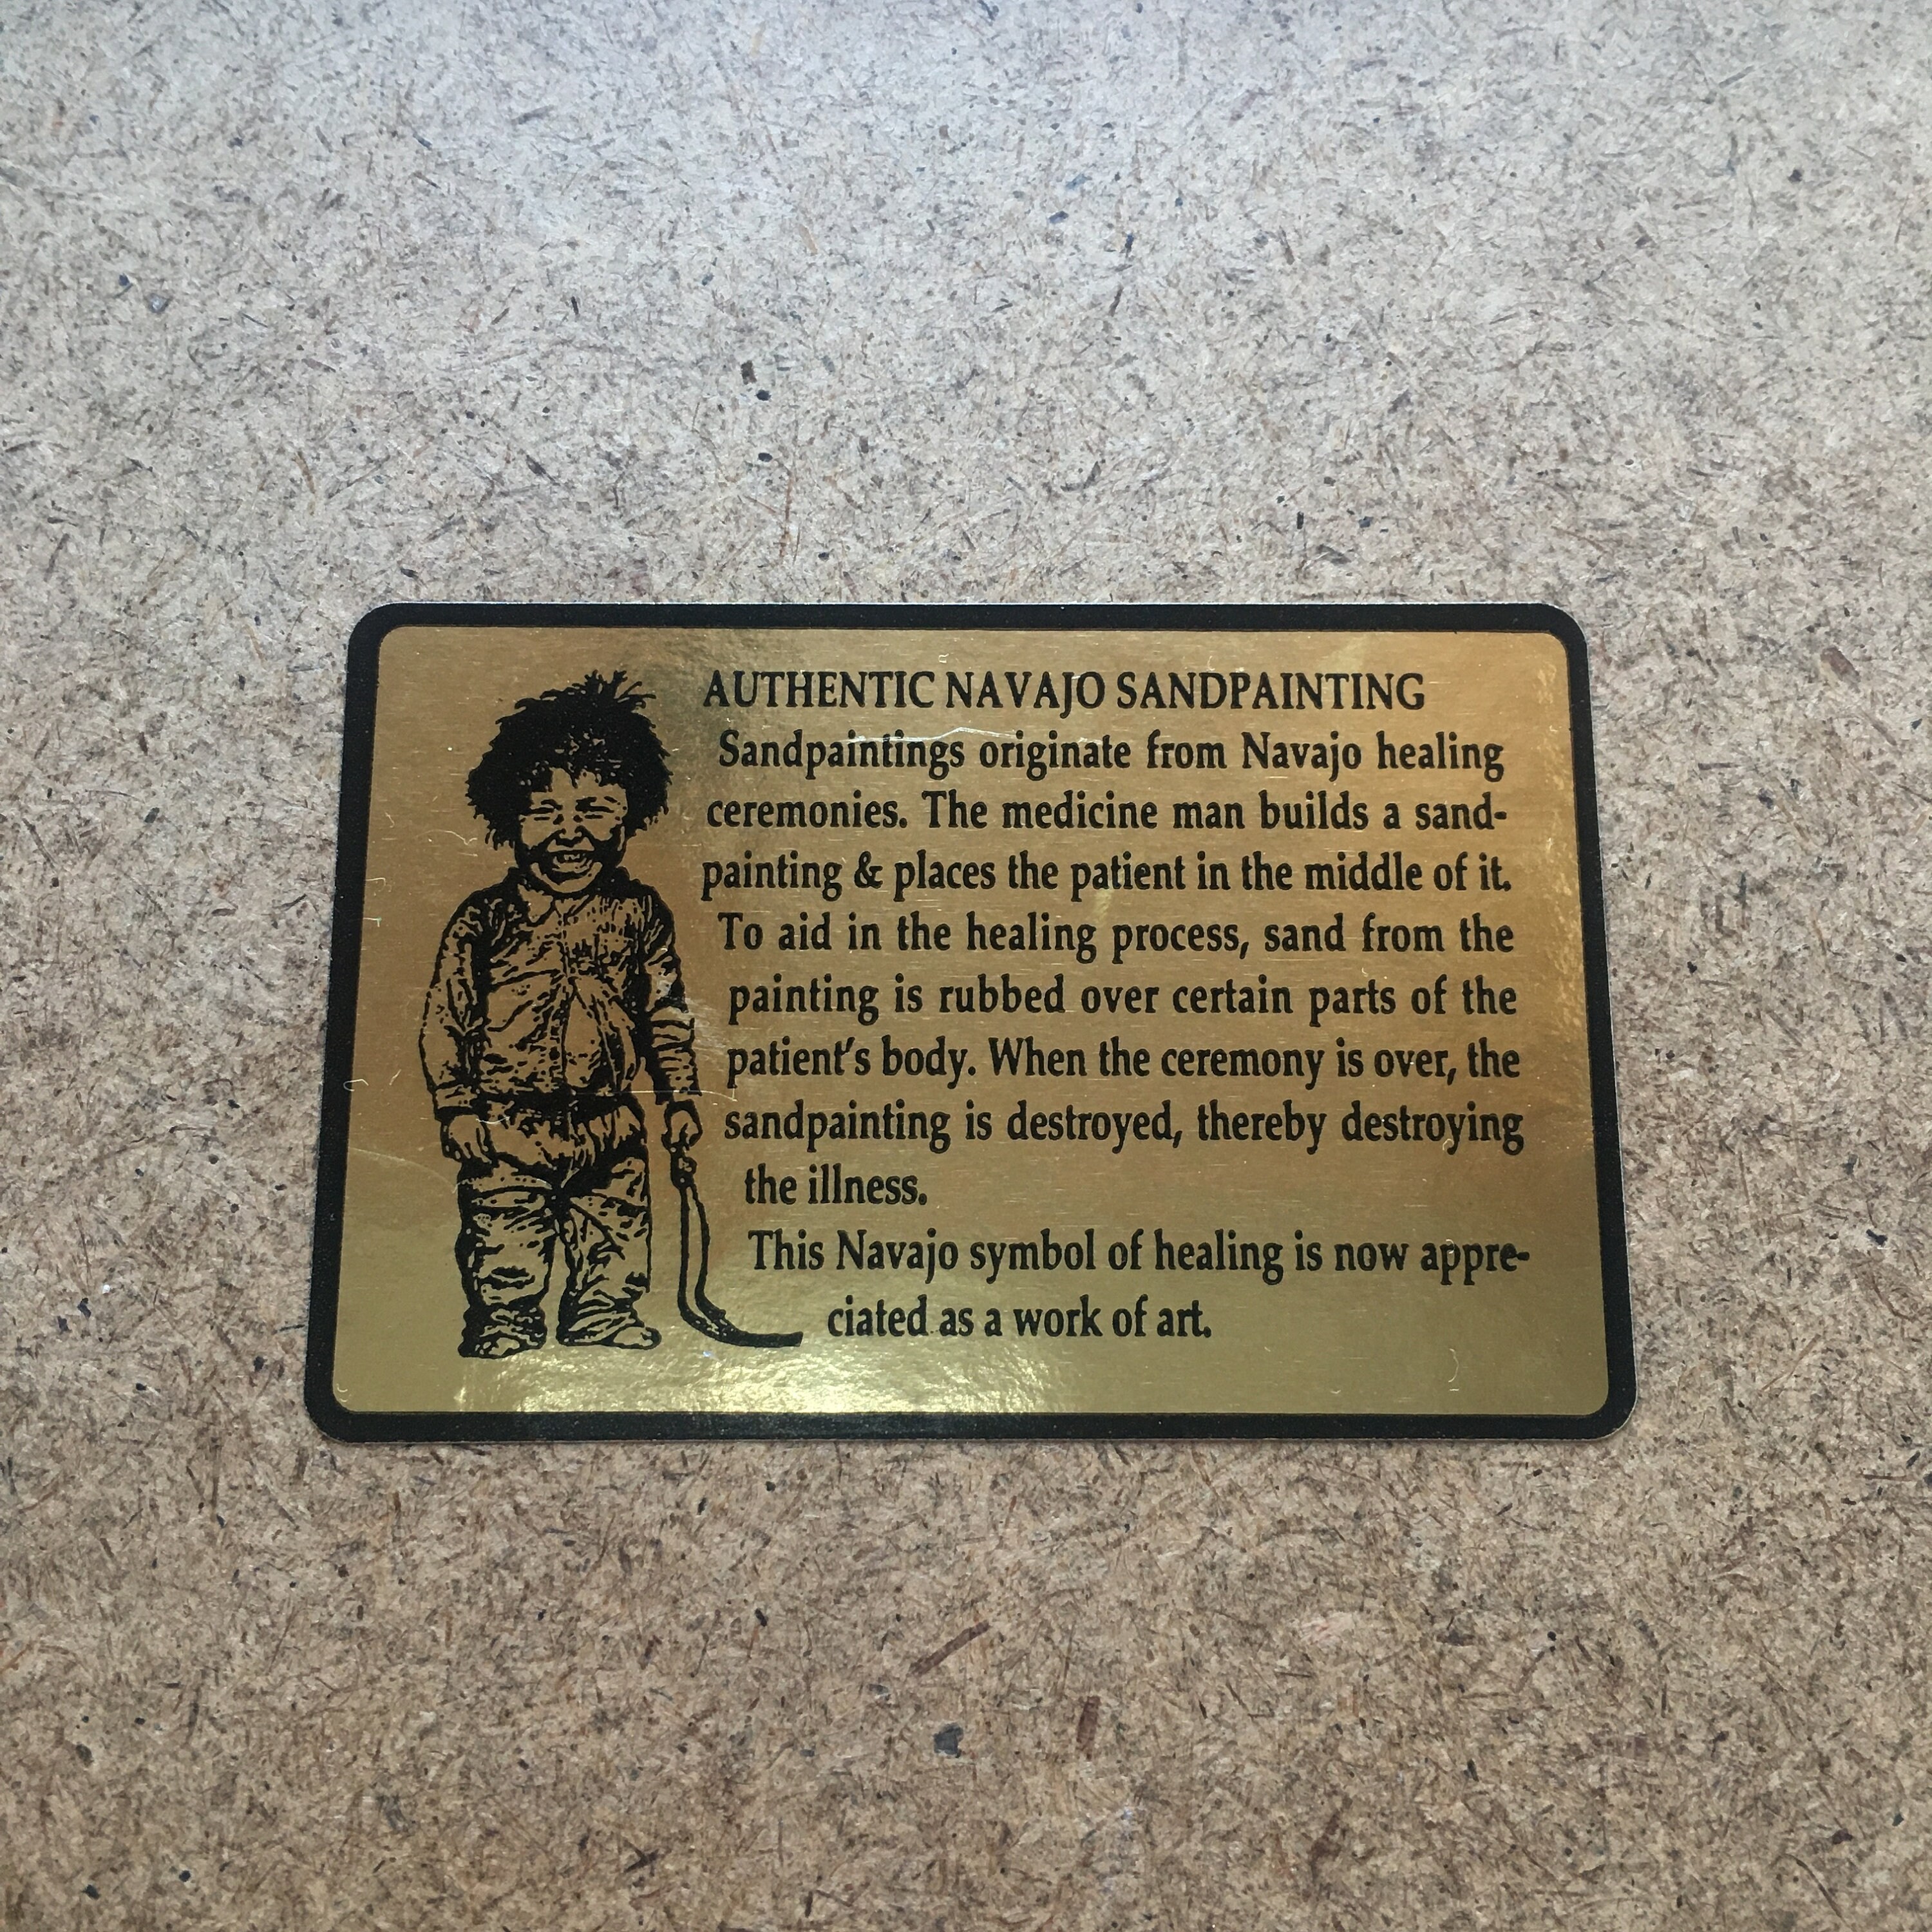 AUTHENTIC NAVAJO SANDPAINTING
Sandpaintings originate from Navajo healing
ceremonies. The medicine man builds a sand-
painting & places the patient in the middle of it.
To aid in the healing process, sand from the
painting is rubbed over certain parts of the
patient's body. When the ceremony is over, the
sandpainting is destroyed, thereby destroying
the illness.
This Navajo symbol of healing is now appre-
ciated as a work of art.